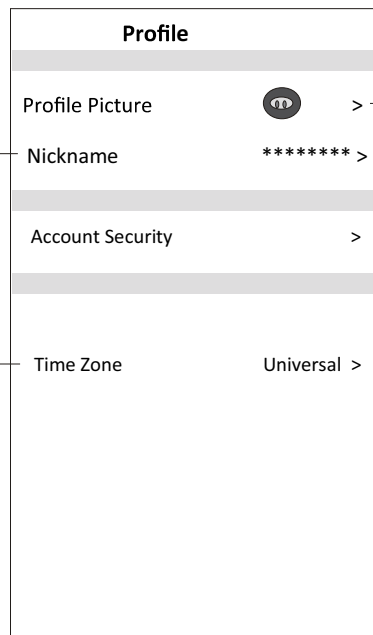 Profile
Profile Picture >
Nickname ******** >
Account Security >
Time Zone Universal >